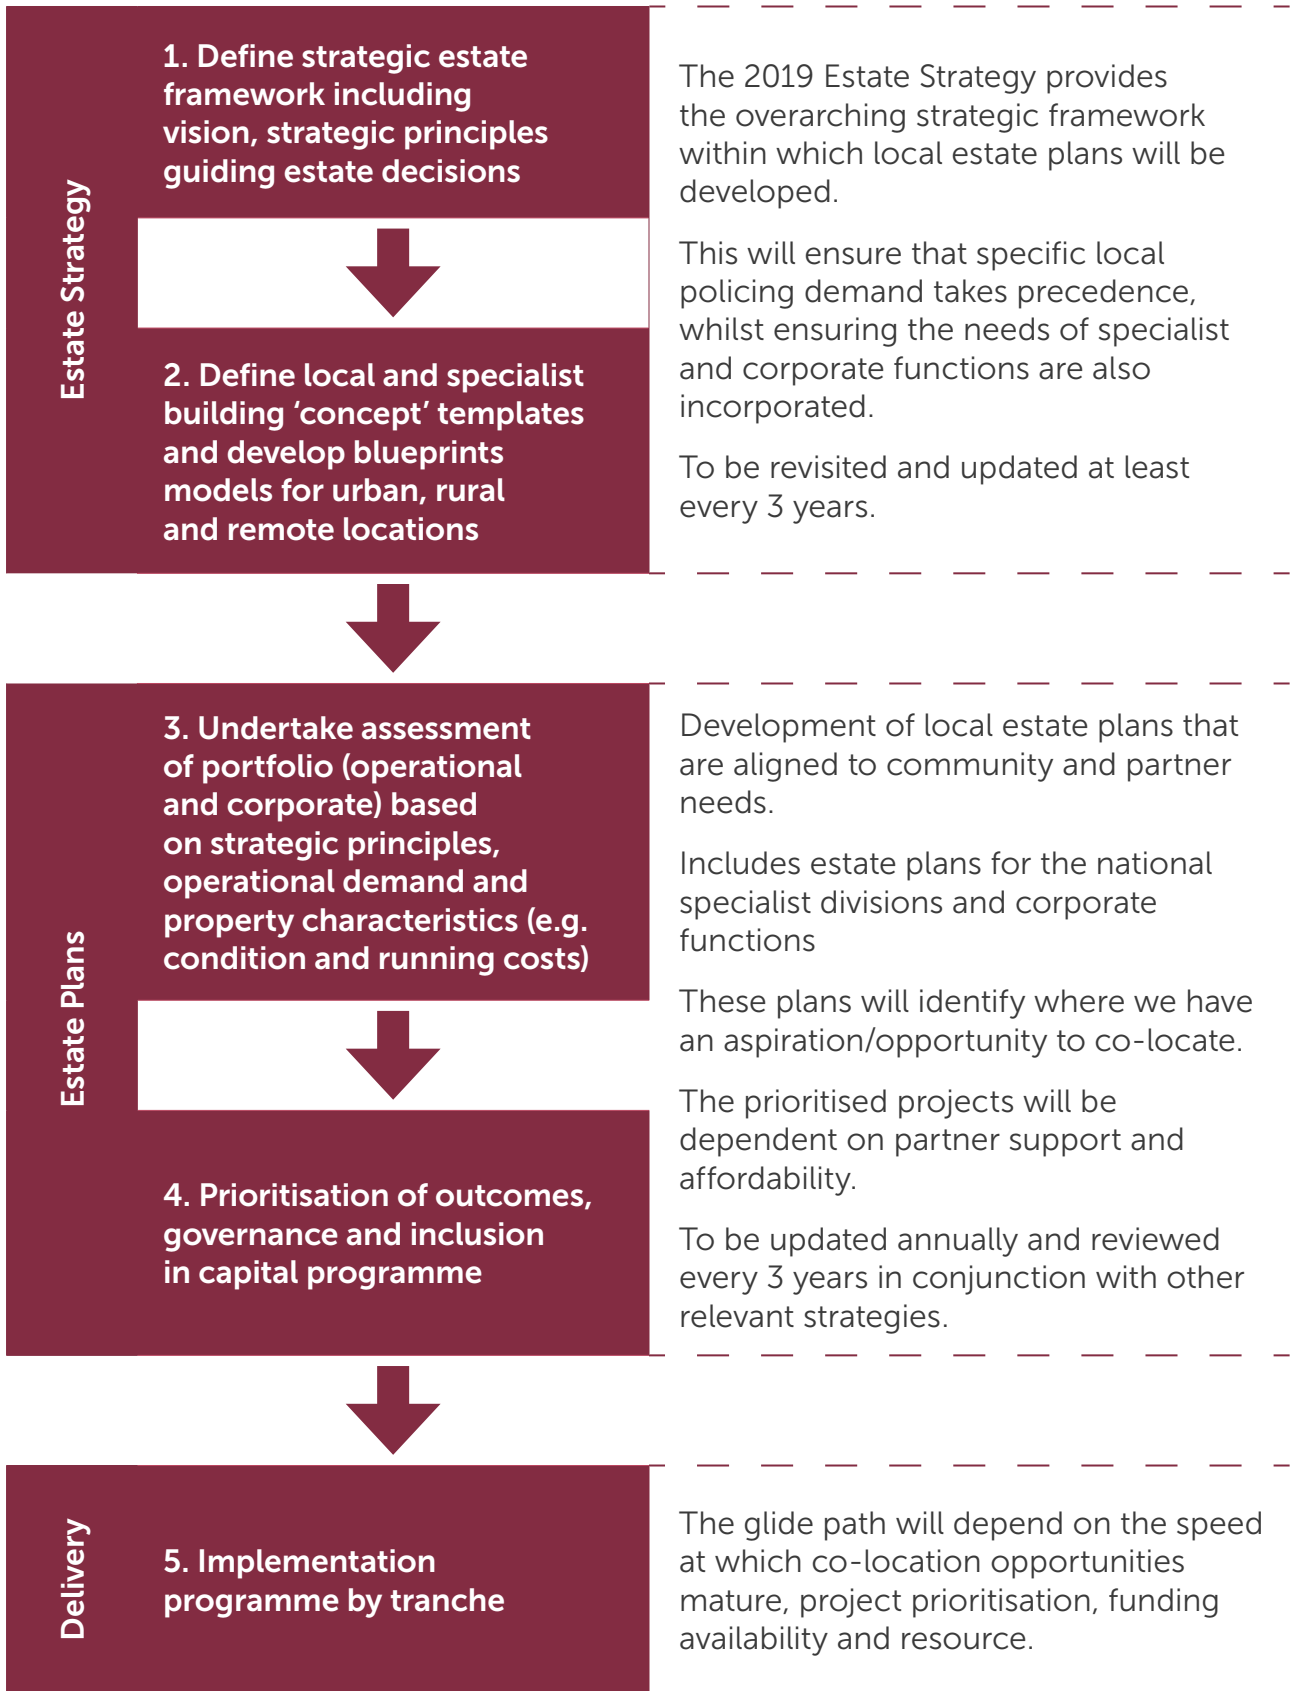 Estate Strategy
1. Define strategic estate
framework including
vision, strategic principles
guiding estate decisions
2. Define local and specialist
building ‘concept’ templates
and develop blueprints
models for urban, rural
and remote locations
The 2019 Estate Strategy provides
the overarching strategic framework
within which local estate plans will be
developed.
This will ensure that specific local
policing demand takes precedence,
whilst ensuring the needs of specialist
and corporate functions are also
incorporated.
To be revisited and updated at least
every 3 years.
Estate Plans
3. Undertake assessment
of portfolio (operational
and corporate) based
on strategic principles,
operational demand and
property characteristics (e.g.
condition and running costs)
4. Prioritisation of outcomes,
governance and inclusion
in capital programme
Development of local estate plans that
are aligned to community and partner
needs.
Includes estate plans for the national
specialist divisions and corporate
functions
These plans will identify where we have
an aspiration/opportunity to co-locate.
The prioritised projects will be
dependent on partner support and
affordability.
To be updated annually and reviewed
every 3 years in conjunction with other
relevant strategies.
Delivery
5. Implementation
programme by tranche
The glide path will depend on the speed
at which co-location opportunities
mature, project prioritisation, funding
availability and resource.